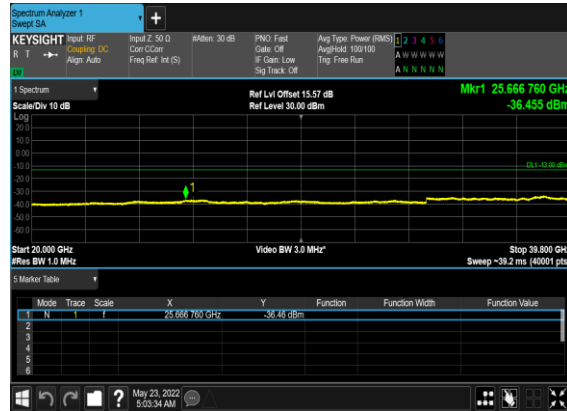 Spectrum Analyzer 1
Swept SA
+
KEYSIGHT Input: RF Input Z: 50 Ω #Atten: 30 dB PNO: Fast Avg Type: Power (RMS) 1 2 3 4 5 6
R T Coupling: DC Corr CCorr Gate: Off Avg|Hold: 100/100 A W W W W W
Align: Auto Freq Ref: Int (S) IF Gain: Low Trig: Free Run
Sig Track: Off A N N N N N
1 Spectrum Ref Lvl Offset 15.57 dB Mkr1 25.666 760 GHz
Scale/Div 10 dB Ref Level 30.00 dBm -36.455 dBm
Log
20.0
10.0
0.00
-10.0
DL1 -13.00 dBm
-20.0
-30.0
1
-40.0
-50.0
-60.0
Start 20.000 GHz Video BW 3.0 MHz* Stop 39.800 GHz
#Res BW 1.0 MHz Sweep ~39.2 ms (40001 pts)
5 Marker Table
Mode Trace Scale X Y Function Function Width Function Value
1 N 1 f 25.666 760 GHz -36.46 dBm
2
3
4
5
6
? May 23, 2022
5:03:34 AM